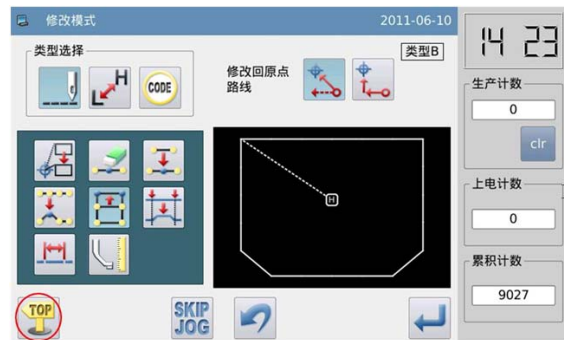 修改模式
2011-06-10
14 23
类型选择
H
CODE
修改回原点
路线
类型B
生产计数
0
clr
H
上电计数
0
累积计数
9027
TOP
SKIP
JOG